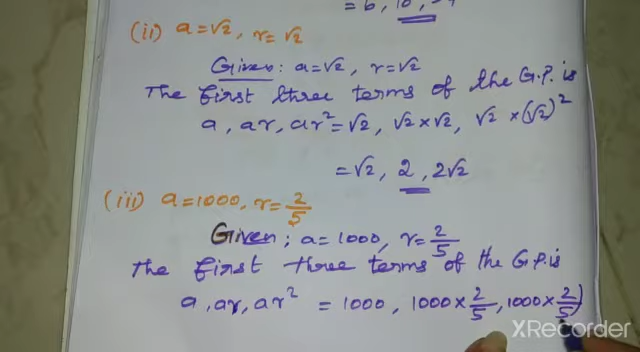 = 6, 18,
(ii) a=√2, r=√2
Given: a=√2, r=√2
The first three terms of the G.P. is
a, ar, ar² = √2, √2×√2, √2×(√2)²
= √2, 2, 2√2
(iii) a=1000, r=2/5
Given; a=1000, r=2/5
The first three terms of the G.P. is
a, ar, ar² = 1000, 1000×2/5, 1000×2/5)
XRecorder